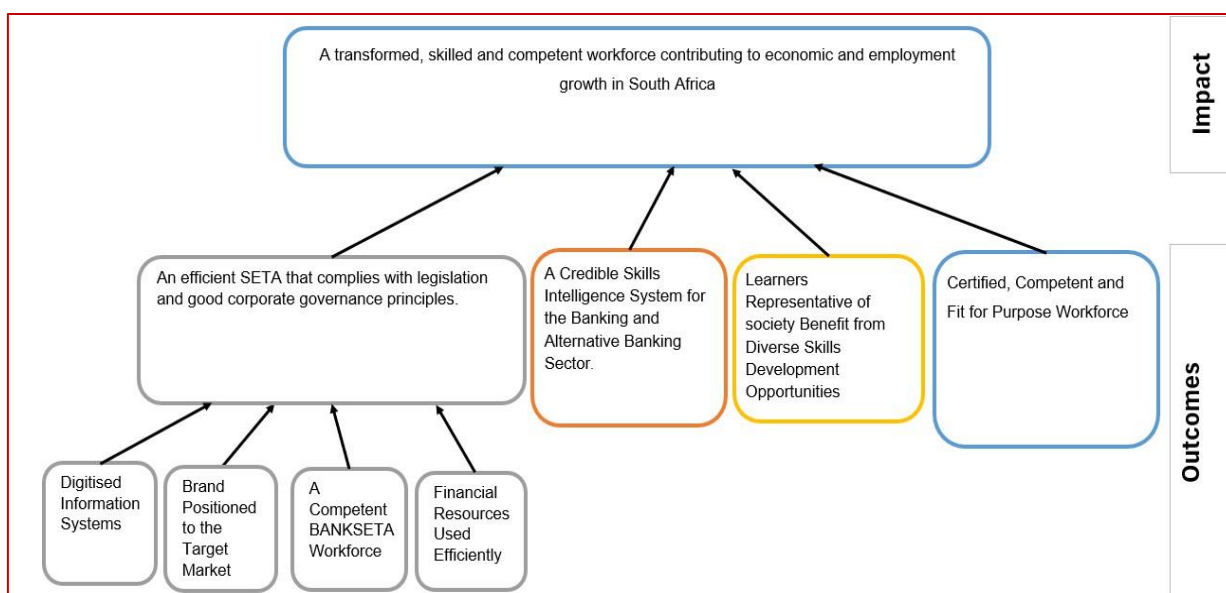 A transformed, skilled and competent workforce contributing to economic and employment
growth in South Africa
Impact
An efficient SETA that complies with legislation
and good corporate governance principles.
A Credible Skills
Intelligence System for
the Banking and
Alternative Banking
Sector.
Learners
Representative of
society Benefit from
Diverse Skills
Development
Opportunities
Certified, Competent and
Fit for Purpose Workforce
Outcomes
Digitised
Information
Systems
Brand
Positioned
to the
Target
Market
A
Competent
BANKSETA
Workforce
Financial
Resources
Used
Efficiently